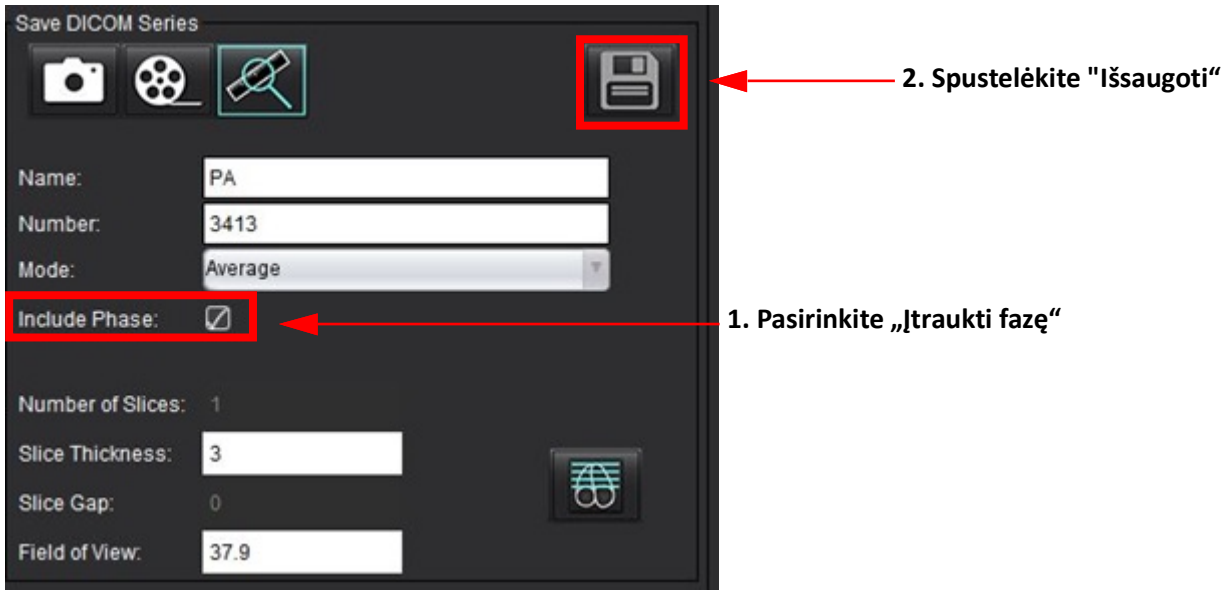 Save DICOM Series
2. Spustelėkite "Išsaugoti“
Name: PA
Number: 3413
Mode: Average
Include Phase:
1. Pasirinkite „Įtraukti fazę“
Number of Slices: 1
Slice Thickness: 3
Slice Gap: 0
Field of View: 37.9